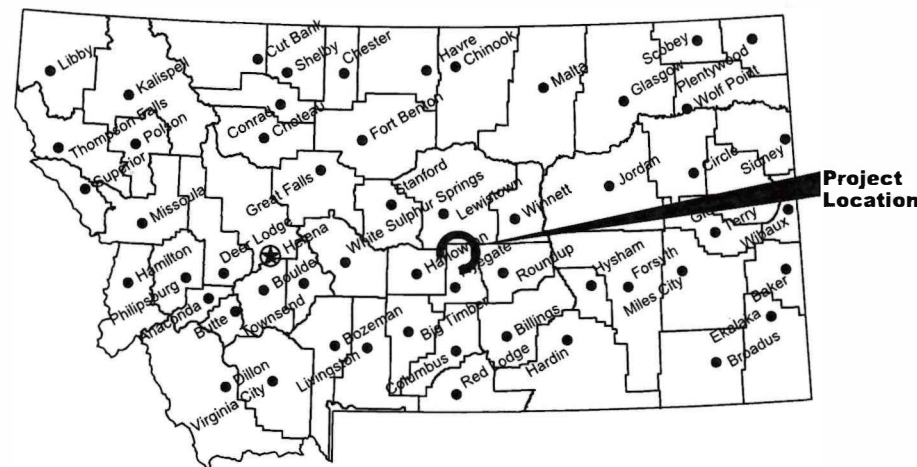 Libby
Cut Bank
Shelby
Chester
Havre
Chinook
Scobey
Plentywood
Kalispell
Malta
Glasgow
Wolf Point
Thompson Falls
Polson
Conrad
Choteau
Fort Benton
Superior
Great Falls
Stanford
Lewistown
Winnett
Jordan
Circle
Sidney
Missoula
White Sulphur Springs
Terry
Wibaux
Project
Location
Hamilton
Philipsburg
Deer Lodge
Helena
Roundup
Hysham
Forsyth
Miles City
Baker
Anaconda
Butte
Boulder
Townsend
Bozeman
Livingston
Big Timber
Columbus
Billings
Red Lodge
Hardin
Ekalaka
Broadus
Dillon
Virginia City